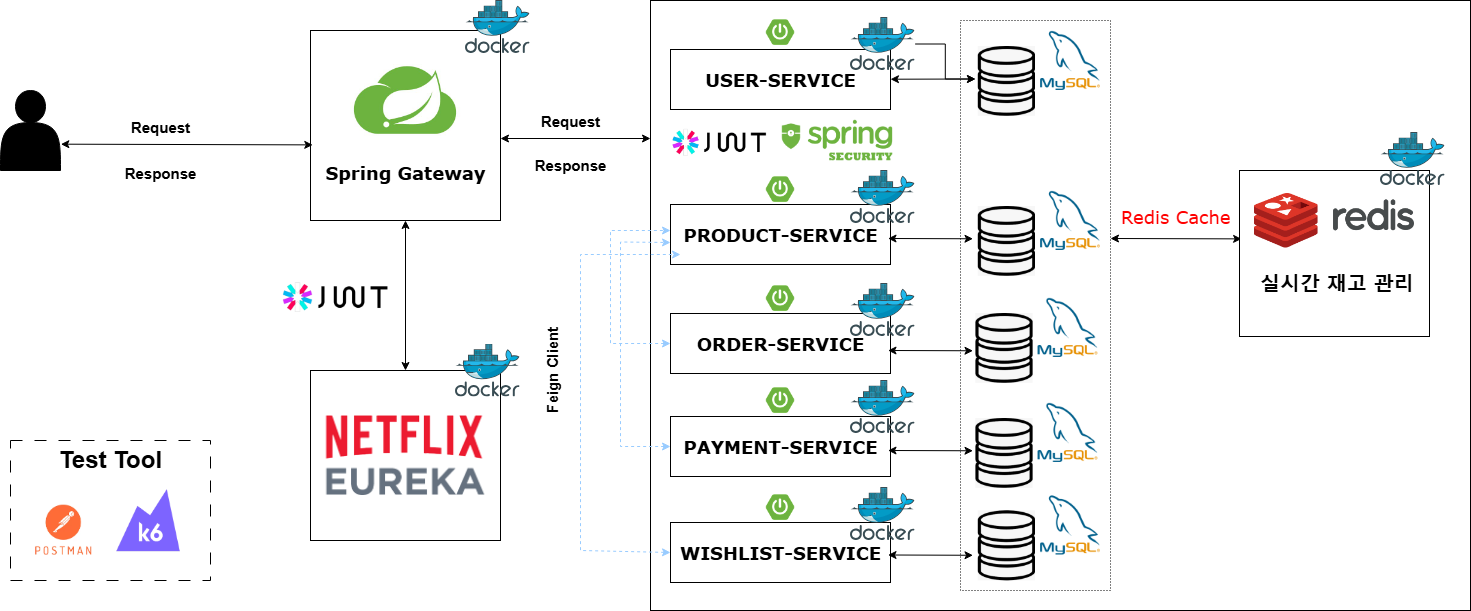 docker
Spring Gateway
Request
Response
Request
Response
JWT
docker
NETFLIX
EUREKA
Test Tool
POSTMAN
k6
Feign Client
docker
USER-SERVICE
MySQL
JWT
spring
SECURITY
docker
PRODUCT-SERVICE
MySQL
docker
ORDER-SERVICE
MySQL
docker
PAYMENT-SERVICE
MySQL
docker
WISHLIST-SERVICE
MySQL
Redis Cache
docker
redis
실시간 재고 관리